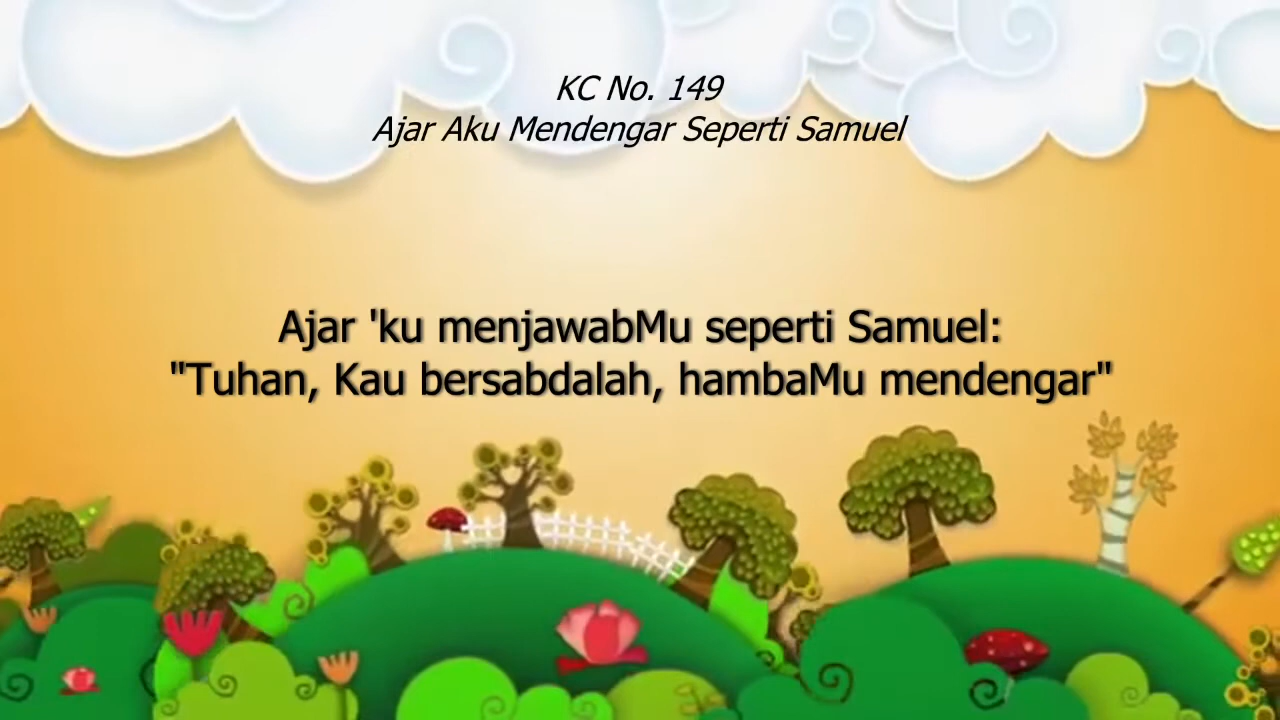 KC No. 149
Ajar Aku Mendengar Seperti Samuel
Ajar 'ku menjawabMu seperti Samuel:
"Tuhan, Kau bersabdalah, hambaMu mendengar"